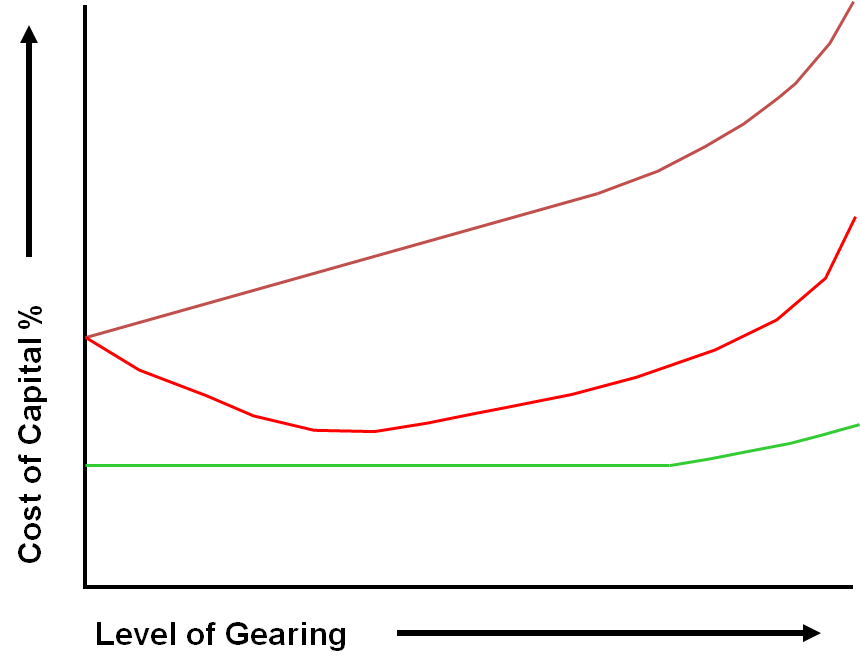 Cost of Capital %
Level of Gearing